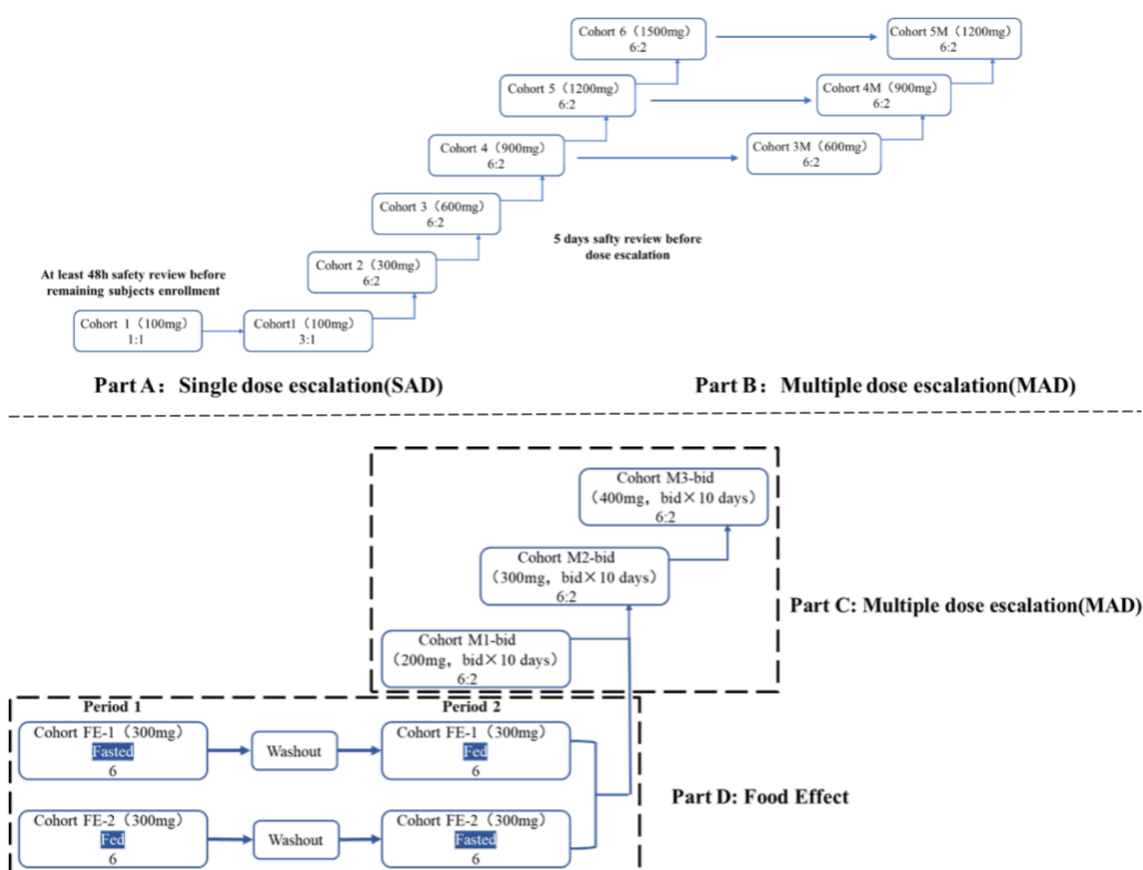 Cohort 6（1500mg）
6:2
Cohort 5M（1200mg）
6:2
Cohort 5（1200mg）
6:2
Cohort 4M（900mg）
6:2
Cohort 4（900mg）
6:2
Cohort 3M（600mg）
6:2
Cohort 3（600mg）
6:2
5 days safty review before
dose escalation
Cohort 2（300mg）
6:2
At least 48h safety review before
remaining subjects enrollment
Cohort 1（100mg）
1:1
Cohort1（100mg）
3:1
Part A：Single dose escalation(SAD)
Part B：Multiple dose escalation(MAD)
Cohort M3-bid
（400mg，bid×10 days）
6:2
Cohort M2-bid
（300mg，bid×10 days）
6:2
Part C: Multiple dose escalation(MAD)
Cohort M1-bid
（200mg，bid×10 days）
6:2
Period 1
Period 2
Cohort FE-1（300mg）
Fasted
6
Washout
Cohort FE-1（300mg）
Fed
6
Part D: Food Effect
Cohort FE-2（300mg）
Fed
6
Washout
Cohort FE-2（300mg）
Fasted
6